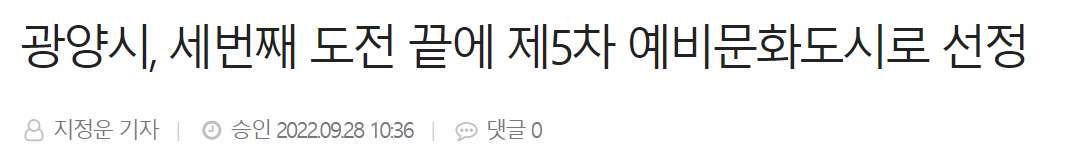 광양시, 세번째 도전 끝에 제5차 예비문화도시로 선정
지정운 기자 | 승인 2022.09.28 10:36 | 댓글 0